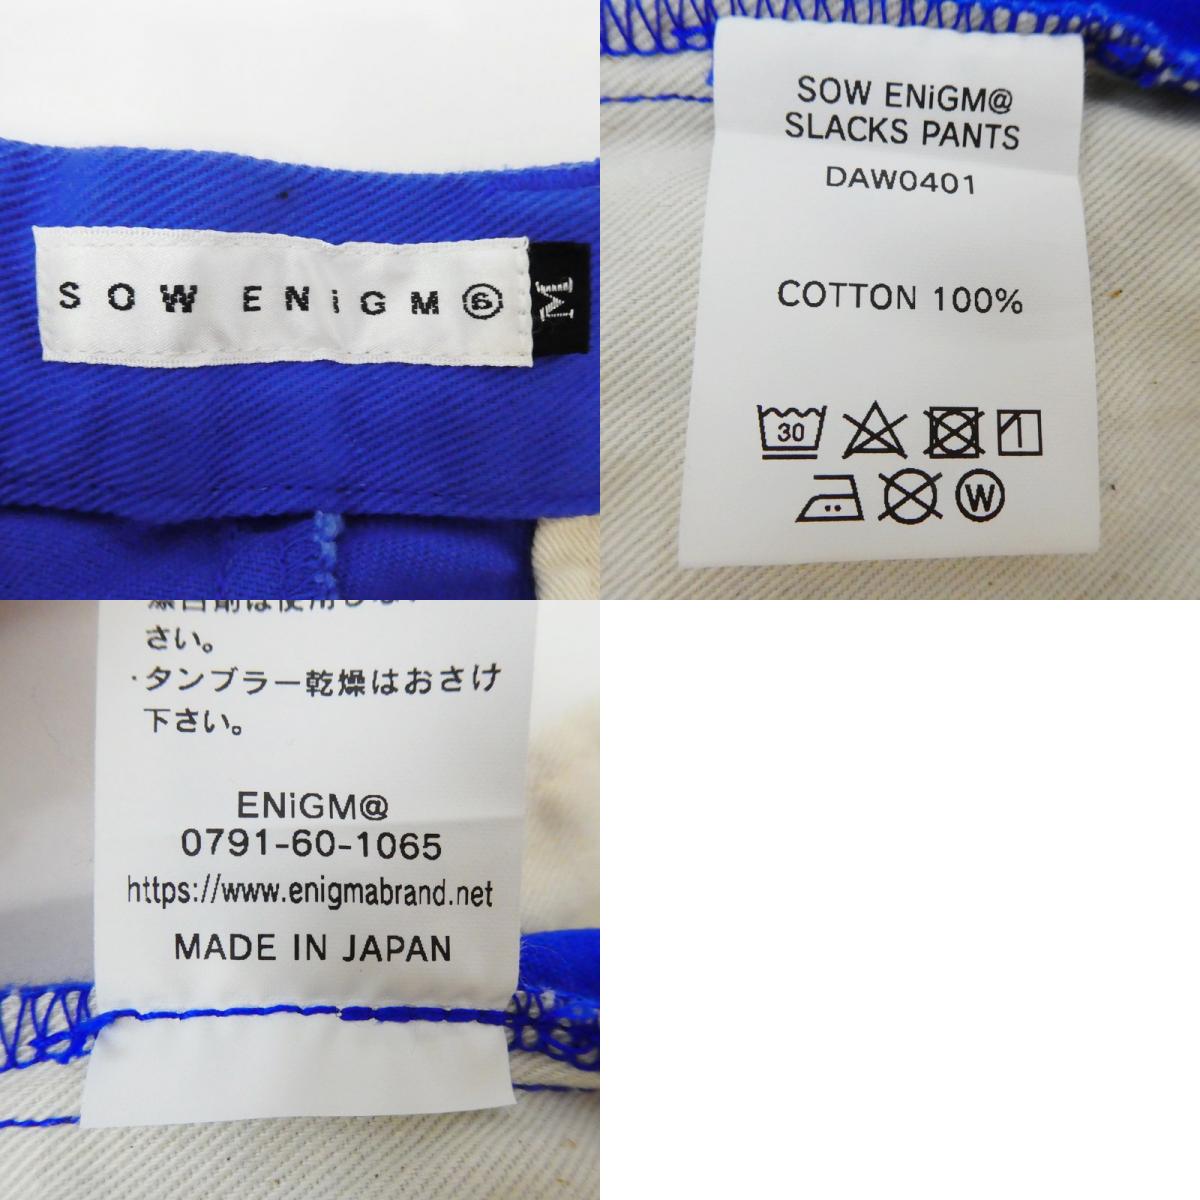 SOW ENiGM@
M
SOW ENiGM@
SLACKS PANTS
DAW0401
COTTON 100%
30
W
さい。
・タンブラー乾燥はおさけ
下さい。
ENiGM@
0791-60-1065
https://www.enigmabrand.net
MADE IN JAPAN